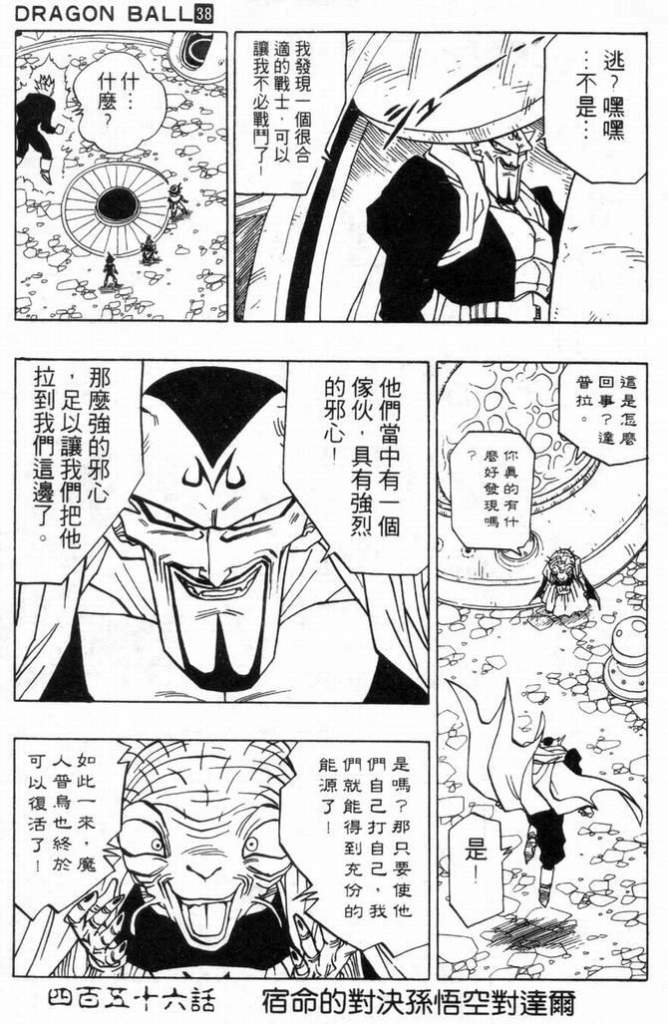 DRAGON BALL 38
逃?嘿嘿
…不是…
我發現一個很合
適的戰士,可以
讓我不必戰鬥了!
什…
什麼?
這是怎麼
回事?達
普拉。
你真的有什
麼好發現嗎
?
是!
他們當中有一個
傢伙,具有強烈
的邪心!
那麼強的邪心
,足以讓我們把他
拉到我們這邊了。
是嗎?那只要使他
們自己打自己,我
們就能得到充份的
能源了!
如此一來,魔
人普烏也終於
可以復活了!
四百五十六話 宿命的對決孫悟空對達爾